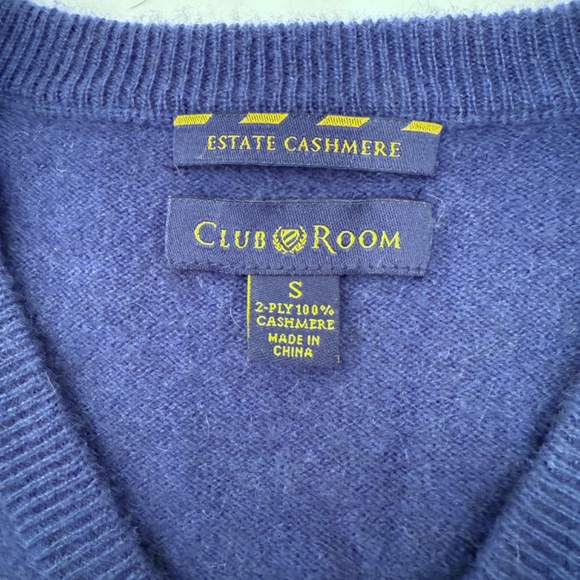 ESTATE CASHMERE
CLUB ROOM
S
2-PLY 100%
CASHMERE
MADE IN
CHINA